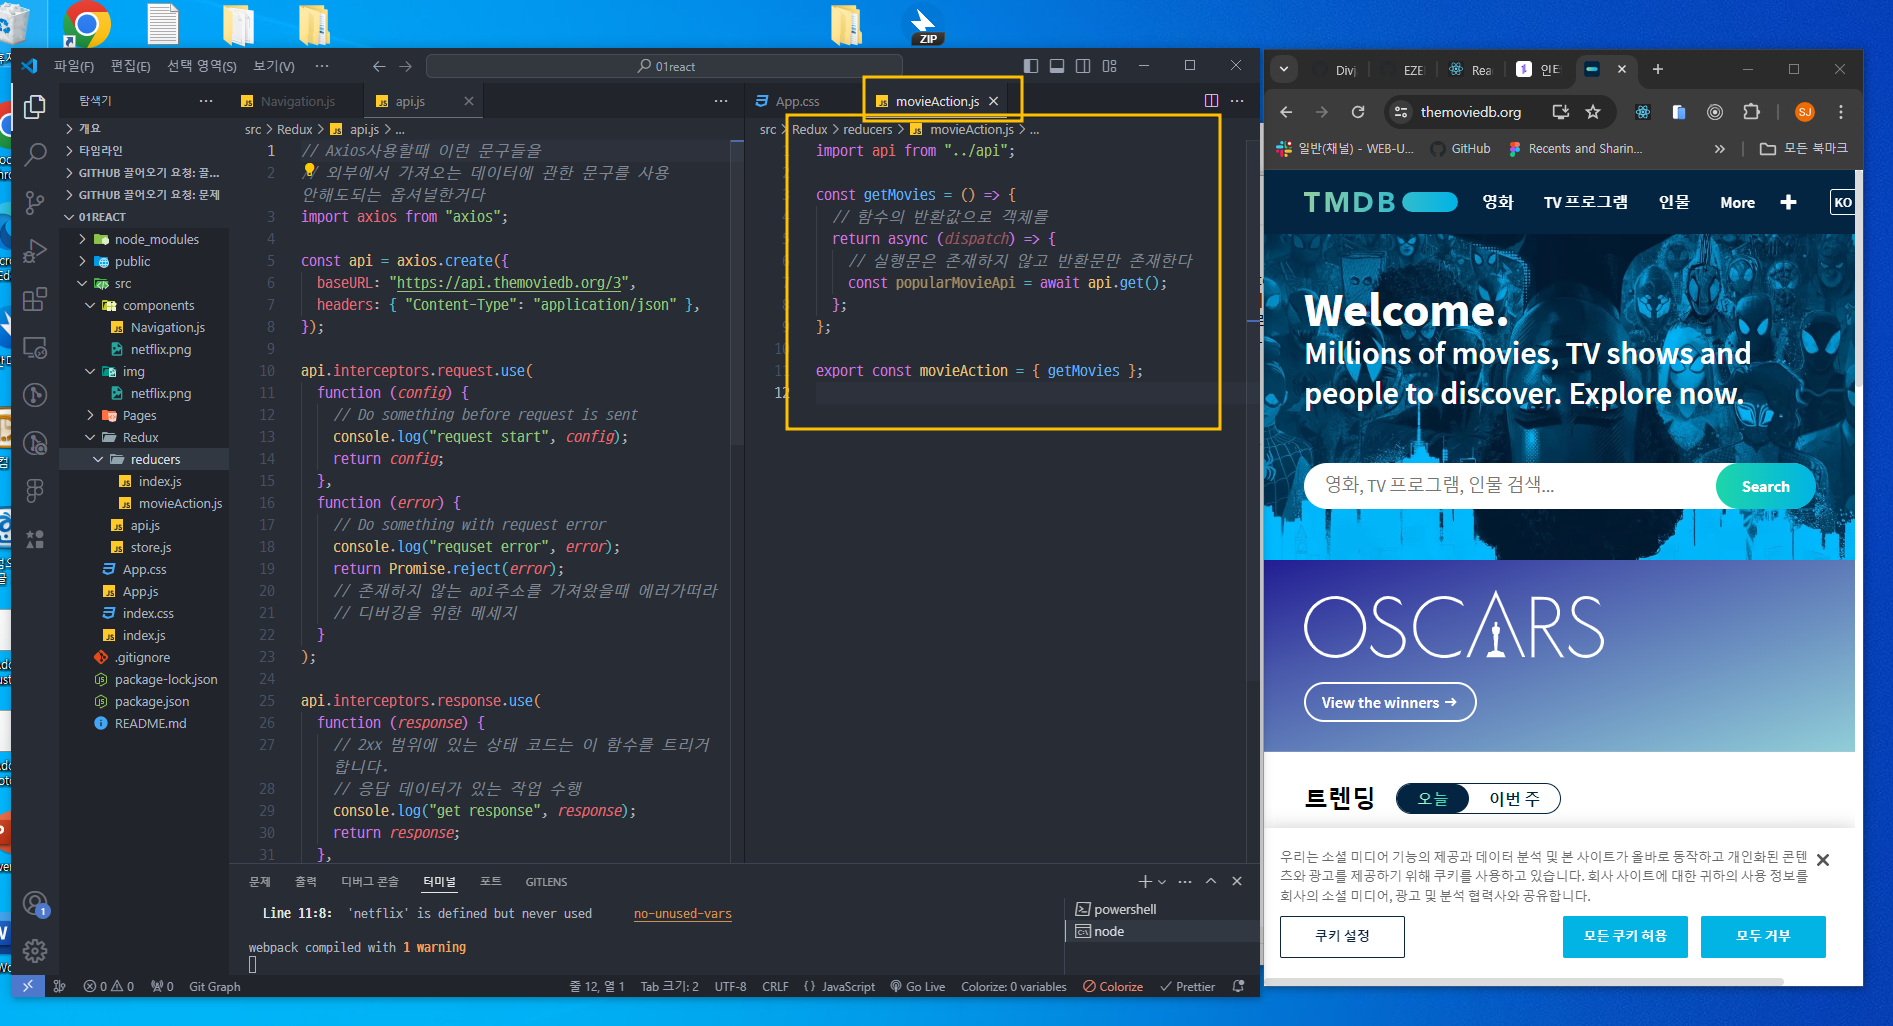 ZIP
파일(F) 편집(E) 선택 영역(S) 보기(V) ···
01react
탐색기 ···
개요
타임라인
GITHUB 끌어오기 요청: 끌...
GITHUB 끌어오기 요청: 문제
01REACT
node_modules
public
src
components
Navigation.js
netflix.png
img
netflix.png
Pages
Redux
reducers
index.js
movieAction.js
api.js
store.js
App.css
App.js
index.css
index.js
.gitignore
package-lock.json
package.json
README.md
Navigation.js api.js
src > Redux > api.js > ...
1 // Axios사용할때 이런 문구들을
2 // 외부에서 가져오는 데이터에 관한 문구를 사용
안해도되는 옵셔널한거다
3 import axios from "axios";
4
5 const api = axios.create({
6 baseURL: "https://api.themoviedb.org/3",
7 headers: { "Content-Type": "application/json" },
8 });
9
10 api.interceptors.request.use(
11 function (config) {
12 // Do something before request is sent
13 console.log("request start", config);
14 return config;
15 },
16 function (error) {
17 // Do something with request error
18 console.log("requset error", error);
19 return Promise.reject(error);
20 // 존재하지 않는 api주소를 가져왔을때 에러가떠라
21 // 디버깅을 위한 메세지
22 }
23 );
24
25 api.interceptors.response.use(
26 function (response) {
27 // 2xx 범위에 있는 상태 코드는 이 함수를 트리거
합니다.
28 // 응답 데이터가 있는 작업 수행
29 console.log("get response", response);
30 return response;
31 },
App.css movieAction.js
src > Redux > reducers > movieAction.js > ...
import api from "../api";
const getMovies = () => {
// 함수의 반환값으로 객체를
return async (dispatch) => {
// 실행문은 존재하지 않고 반환문만 존재한다
const popularMovieApi = await api.get();
};
};
export const movieAction = { getMovies };
12
문제 출력 디버그 콘솔 터미널 포트 GITLENS
Line 11:8: 'netflix' is defined but never used no-unused-vars
webpack compiled with 1 warning
powershell
node
0 0 0 Git Graph
줄 12, 열 1 Tab 크기: 2 UTF-8 CRLF {} JavaScript Go Live Colorize: 0 variables Colorize Prettier
1
Divj EZEI Rea 인터
themoviedb.org
SJ
일반(채널) - WEB-U... GitHub Recents and Sharin... » 모든 북마크
TMDB 영화 TV 프로그램 인물 More KO
Welcome.
Millions of movies, TV shows and
people to discover. Explore now.
영화, TV 프로그램, 인물 검색... Search
OSCARS
View the winners →
트렌딩 오늘 이번 주
우리는 소셜 미디어 기능의 제공과 데이터 분석 및 본 사이트가 올바로 동작하고 개인화된 콘텐
츠와 광고를 제공하기 위해 쿠키를 사용하고 있습니다. 회사 사이트에 대한 귀하의 사용 정보를
회사의 소셜 미디어, 광고 및 분석 협력사와 공유합니다.
쿠키 설정 모든 쿠키 허용 모두 거부